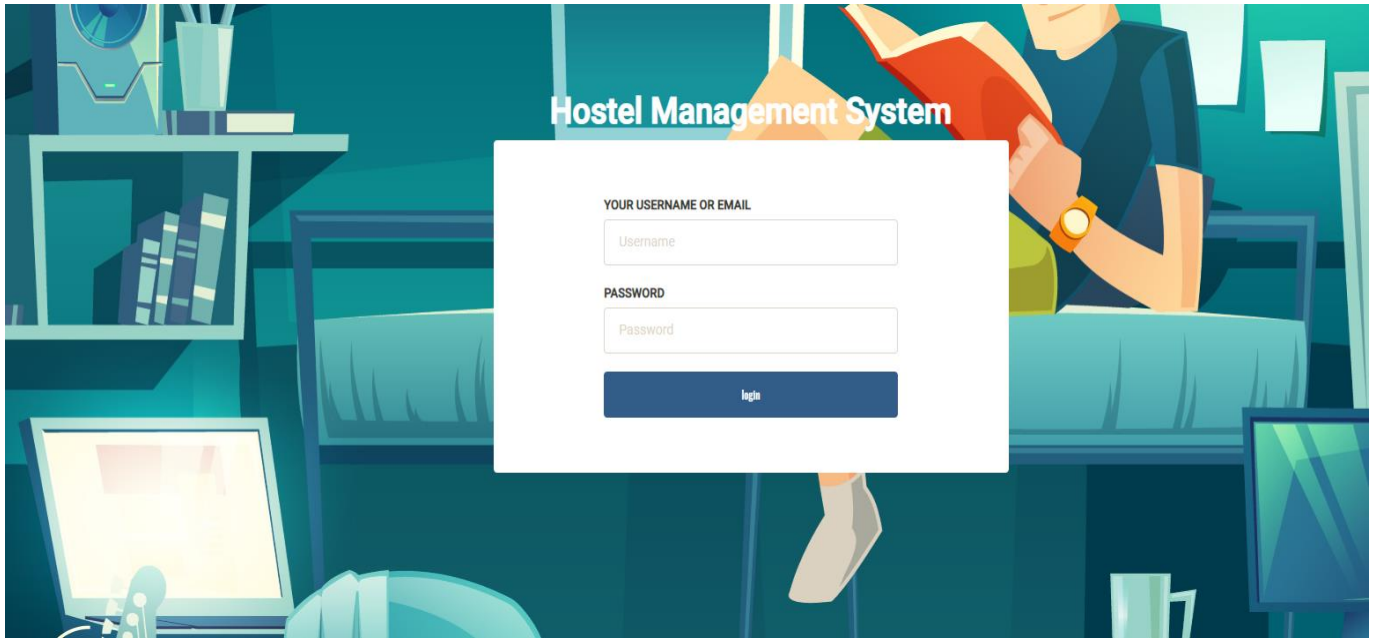 Hostel Management System
YOUR USERNAME OR EMAIL
Username
PASSWORD
Password
login